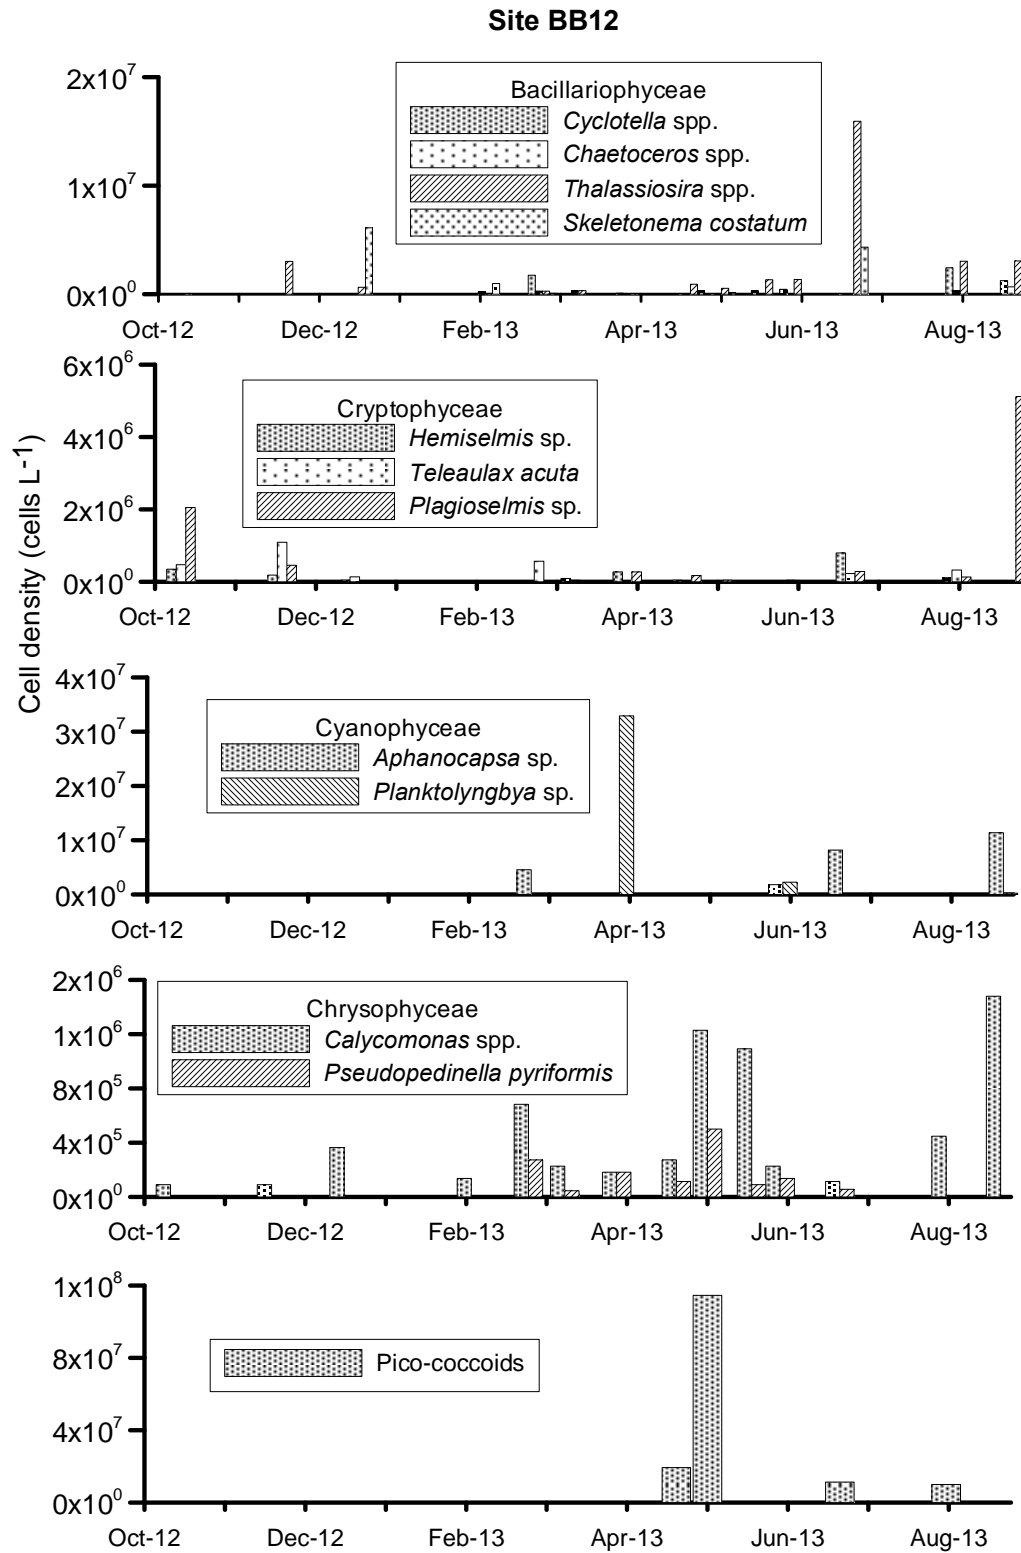 Site BB12
Cell density (cells L-1)
2x10^7
1x10^7
0x10^0
Bacillariophyceae
Cyclotella spp.
Chaetoceros spp.
Thalassiosira spp.
Skeletonema costatum
Oct-12 Dec-12 Feb-13 Apr-13 Jun-13 Aug-13
6x10^6
4x10^6
2x10^6
0x10^0
Cryptophyceae
Hemiselmis sp.
Teleaulax acuta
Plagioselmis sp.
Oct-12 Dec-12 Feb-13 Apr-13 Jun-13 Aug-13
4x10^7
3x10^7
2x10^7
1x10^7
0x10^0
Cyanophyceae
Aphanocapsa sp.
Planktolyngbya sp.
Oct-12 Dec-12 Feb-13 Apr-13 Jun-13 Aug-13
2x10^6
1x10^6
8x10^5
4x10^5
0x10^0
Chrysophyceae
Calycomonas spp.
Pseudopedinella pyriformis
Oct-12 Dec-12 Feb-13 Apr-13 Jun-13 Aug-13
1x10^8
8x10^7
4x10^7
0x10^0
Pico-coccoids
Oct-12 Dec-12 Feb-13 Apr-13 Jun-13 Aug-13